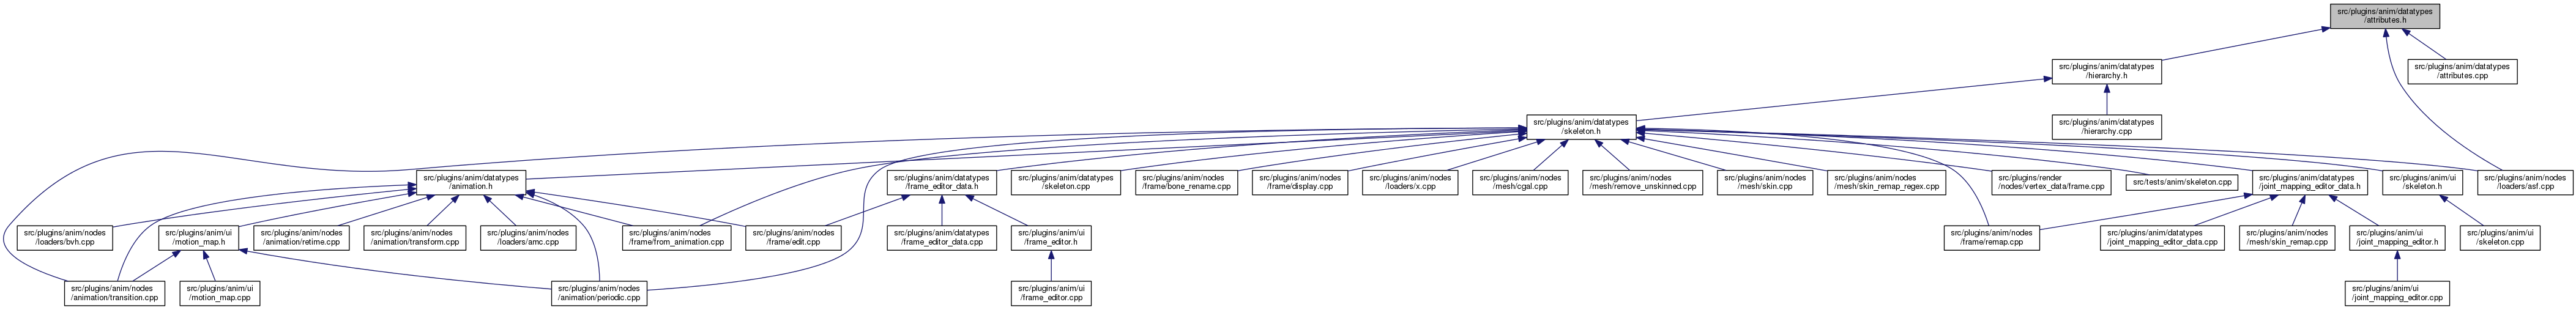 src/plugins/anim/datatypes
/attributes.h
src/plugins/anim/datatypes
/hierarchy.h
src/plugins/anim/datatypes
/attributes.cpp
src/plugins/anim/datatypes
/skeleton.h
src/plugins/anim/datatypes
/hierarchy.cpp
src/plugins/anim/datatypes
/animation.h
src/plugins/anim/datatypes
/frame_editor_data.h
src/plugins/anim/datatypes
/skeleton.cpp
src/plugins/anim/nodes
/frame/bone_rename.cpp
src/plugins/anim/nodes
/frame/display.cpp
src/plugins/anim/nodes
/loaders/x.cpp
src/plugins/anim/nodes
/mesh/cgal.cpp
src/plugins/anim/nodes
/mesh/remove_unskinned.cpp
src/plugins/anim/nodes
/mesh/skin.cpp
src/plugins/anim/nodes
/mesh/skin_remap_regex.cpp
src/plugins/render
/nodes/vertex_data/frame.cpp
src/tests/anim/skeleton.cpp
src/plugins/anim/datatypes
/joint_mapping_editor_data.h
src/plugins/anim/ui
/skeleton.h
src/plugins/anim/nodes
/loaders/asf.cpp
src/plugins/anim/nodes
/loaders/bvh.cpp
src/plugins/anim/ui
/motion_map.h
src/plugins/anim/nodes
/animation/retime.cpp
src/plugins/anim/nodes
/animation/transform.cpp
src/plugins/anim/nodes
/loaders/amc.cpp
src/plugins/anim/nodes
/frame/from_animation.cpp
src/plugins/anim/nodes
/frame/edit.cpp
src/plugins/anim/datatypes
/frame_editor_data.cpp
src/plugins/anim/ui
/frame_editor.h
src/plugins/anim/nodes
/frame/remap.cpp
src/plugins/anim/datatypes
/joint_mapping_editor_data.cpp
src/plugins/anim/nodes
/mesh/skin_remap.cpp
src/plugins/anim/ui
/joint_mapping_editor.h
src/plugins/anim/ui
/skeleton.cpp
src/plugins/anim/nodes
/animation/transition.cpp
src/plugins/anim/ui
/motion_map.cpp
src/plugins/anim/nodes
/animation/periodic.cpp
src/plugins/anim/ui
/frame_editor.cpp
src/plugins/anim/ui
/joint_mapping_editor.cpp